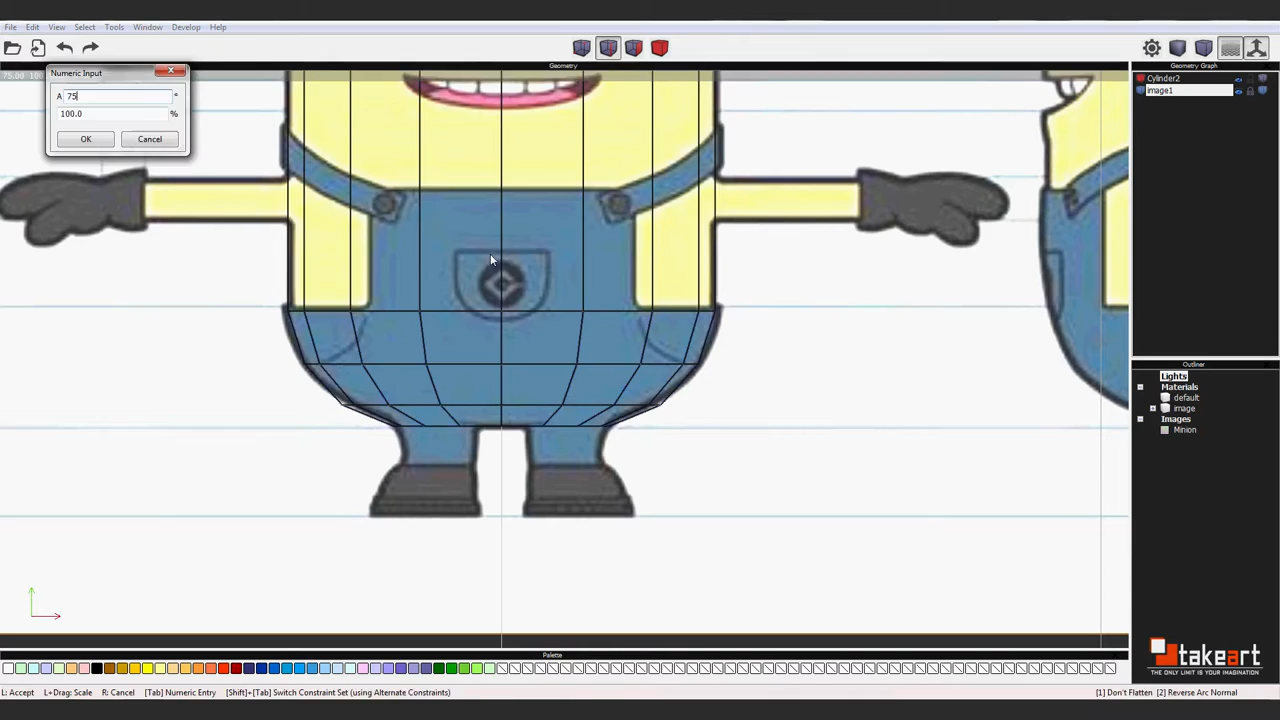 File Edit View Select Tools Window Develop Help
Geometry
Geometry Graph
Numeric Input
A 75 °
100.0 %
OK Cancel
Cylinder2
image1
Outliner
Lights
Materials
default
image
Images
Minion
takeart
THE ONLY LIMIT IS YOUR IMAGINATION
Palette
L: Accept L+Drag: Scale R: Cancel [Tab] Numeric Entry [Shift]+[Tab] Switch Constraint Set (using Alternate Constraints) [1] Don't Flatten [2] Reverse Arc Normal